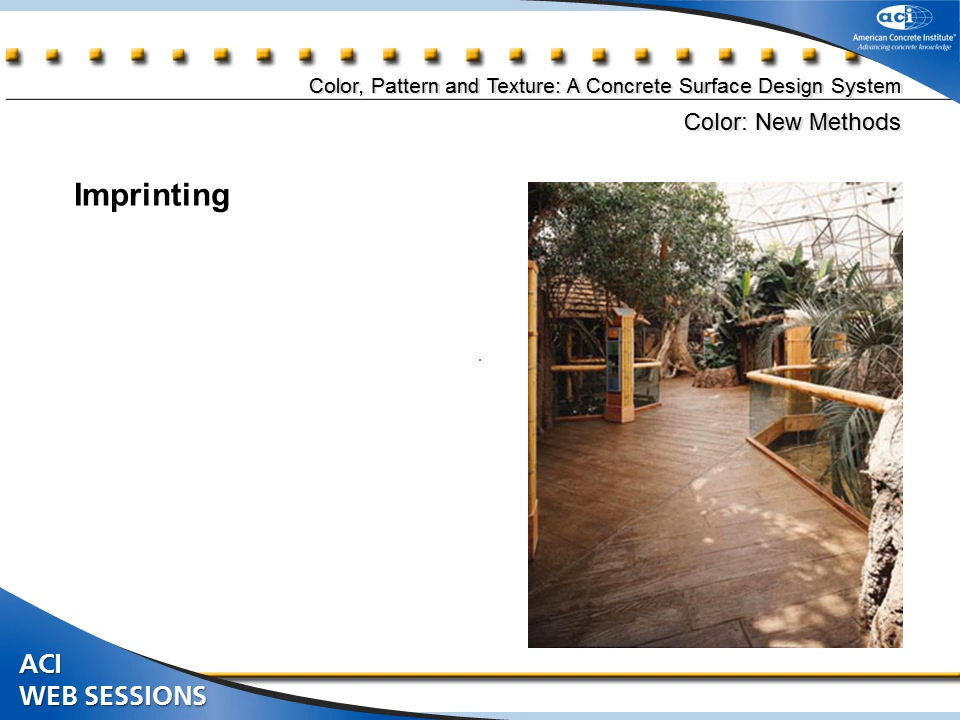 aci
American Concrete Institute®
Advancing concrete knowledge
Color, Pattern and Texture: A Concrete Surface Design System
Color: New Methods
Imprinting
.
ACI
WEB SESSIONS